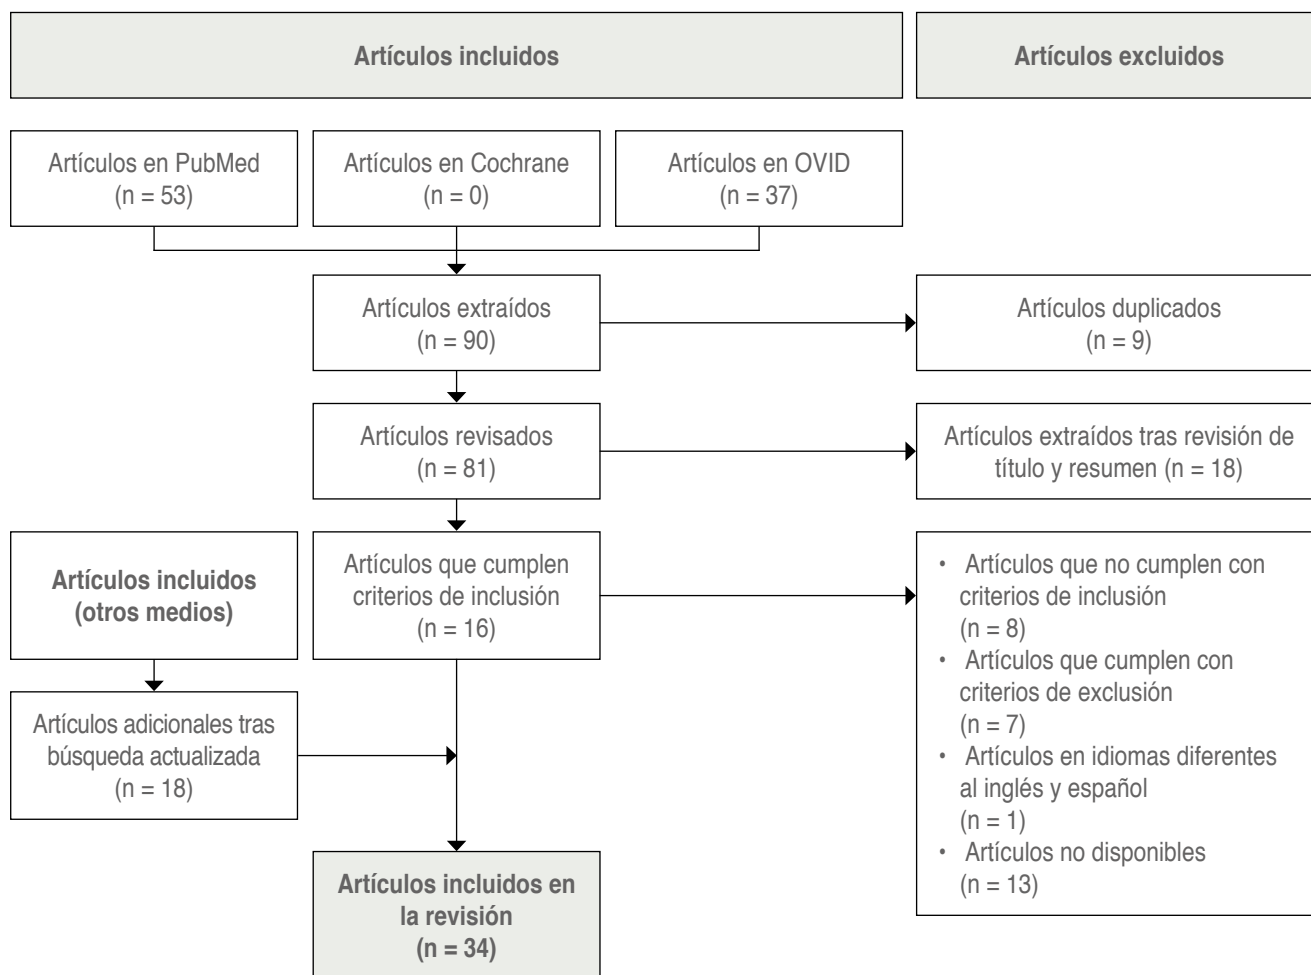 Artículos incluidos
Artículos excluidos
Artículos en PubMed
(n = 53)
Artículos en Cochrane
(n = 0)
Artículos en OVID
(n = 37)
Artículos extraídos
(n = 90)
Artículos duplicados
(n = 9)
Artículos revisados
(n = 81)
Artículos extraídos tras revisión de
título y resumen (n = 18)
Artículos incluidos
(otros medios)
Artículos que cumplen
criterios de inclusión
(n = 16)
• Artículos que no cumplen con
criterios de inclusión
(n = 8)
• Artículos que cumplen con
criterios de exclusión
(n = 7)
• Artículos en idiomas diferentes
al inglés y español
(n = 1)
• Artículos no disponibles
(n = 13)
Artículos adicionales tras
búsqueda actualizada
(n = 18)
Artículos incluidos en
la revisión
(n = 34)